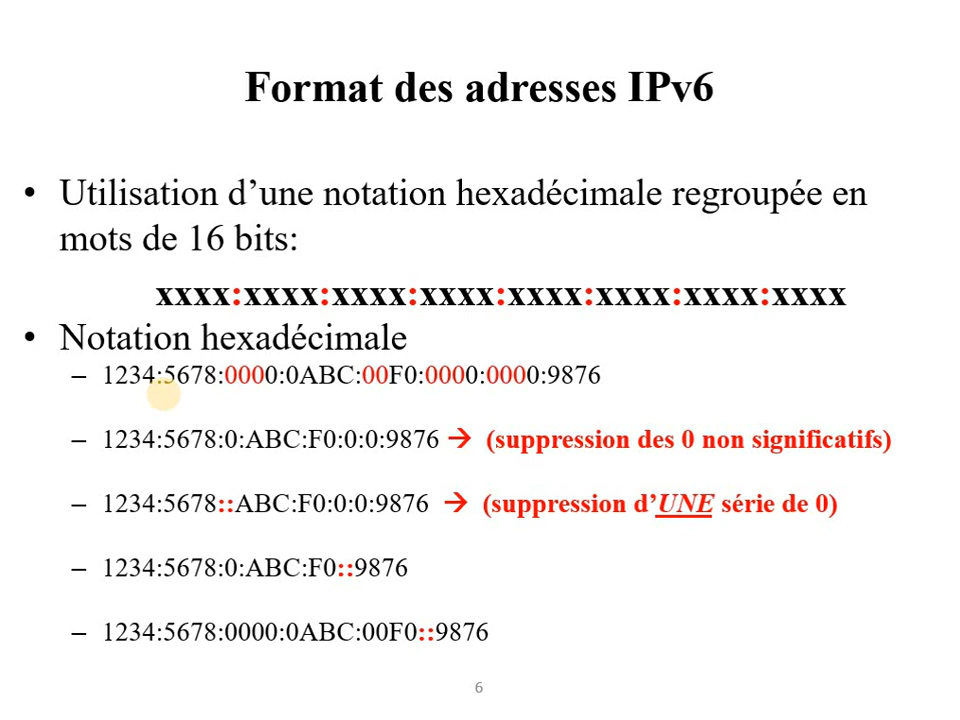 Format des adresses IPv6
• Utilisation d’une notation hexadécimale regroupée en
mots de 16 bits:
xxxx:xxxx:xxxx:xxxx:xxxx:xxxx:xxxx:xxxx
• Notation hexadécimale
– 1234:5678:0000:0ABC:00F0:0000:0000:9876
– 1234:5678:0:ABC:F0:0:0:9876 → (suppression des 0 non significatifs)
– 1234:5678::ABC:F0:0:0:9876 → (suppression d’UNE série de 0)
– 1234:5678:0:ABC:F0::9876
– 1234:5678:0000:0ABC:00F0::9876
6